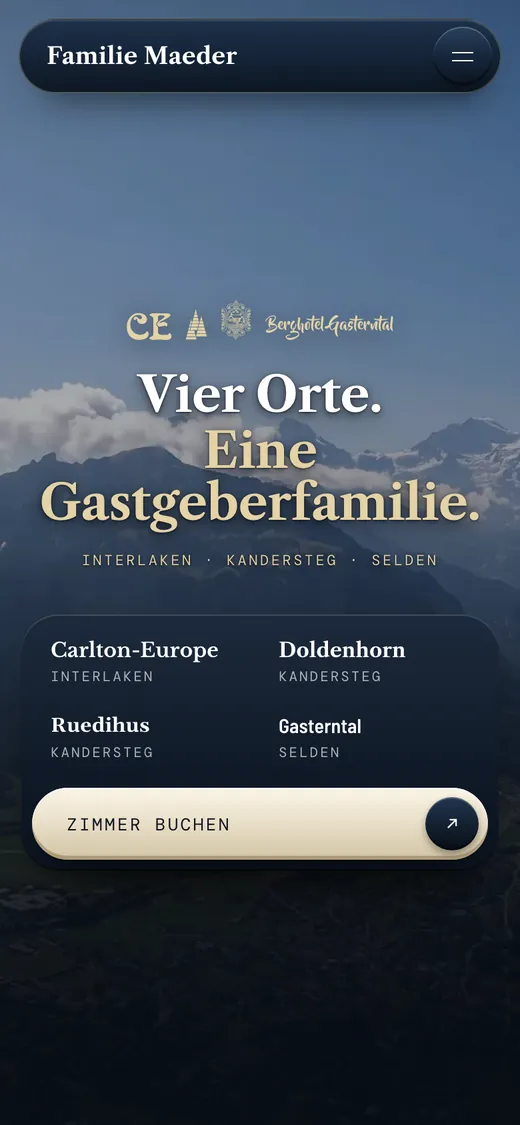 Familie Maeder
CE
Berghotel Gasterntal
Vier Orte.
Eine
Gastgeberfamilie.
INTERLAKEN · KANDERSTEG · SELDEN
Carlton-Europe
INTERLAKEN
Doldenhorn
KANDERSTEG
Ruedihus
KANDERSTEG
Gasterntal
SELDEN
ZIMMER BUCHEN